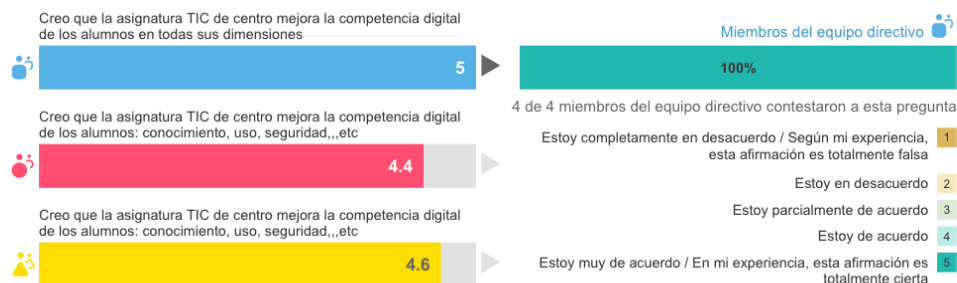 Creo que la asignatura TIC de centro mejora la competencia digital
de los alumnos en todas sus dimensiones
5
Creo que la asignatura TIC de centro mejora la competencia digital
de los alumnos: conocimiento, uso, seguridad,,,etc
4.4
Creo que la asignatura TIC de centro mejora la competencia digital
de los alumnos: conocimiento, uso, seguridad,,,etc
4.6
Miembros del equipo directivo
100%
4 de 4 miembros del equipo directivo contestaron a esta pregunta
Estoy completamente en desacuerdo / Según mi experiencia, 1
esta afirmación es totalmente falsa
Estoy en desacuerdo 2
Estoy parcialmente de acuerdo 3
Estoy de acuerdo 4
Estoy muy de acuerdo / En mi experiencia, esta afirmación es 5
totalmente cierta